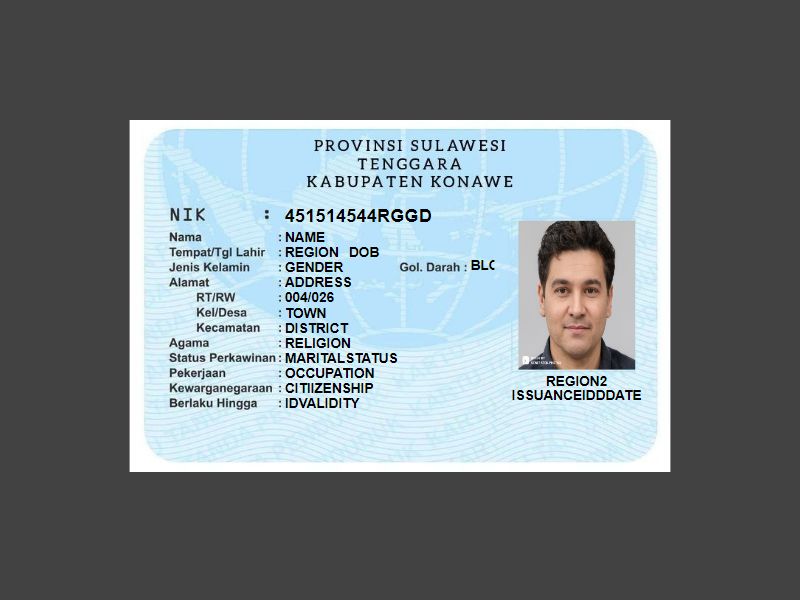 PROVINSI SULAWESI
TENGGARA
KABUPATEN KONAWE
NIK : 451514544RGGD
Nama : NAME
Tempat/Tgl Lahir : REGION DOB
Jenis Kelamin : GENDER Gol. Darah : BLO
Alamat : ADDRESS
RT/RW : 004/026
Kel/Desa : TOWN
Kecamatan : DISTRICT
Agama : RELIGION
Status Perkawinan : MARITALSTATUS
Pekerjaan : OCCUPATION
Kewarganegaraan : CITIIZENSHIP
Berlaku Hingga : IDVALIDITY
REGION2
ISSUANCEIDDDATE